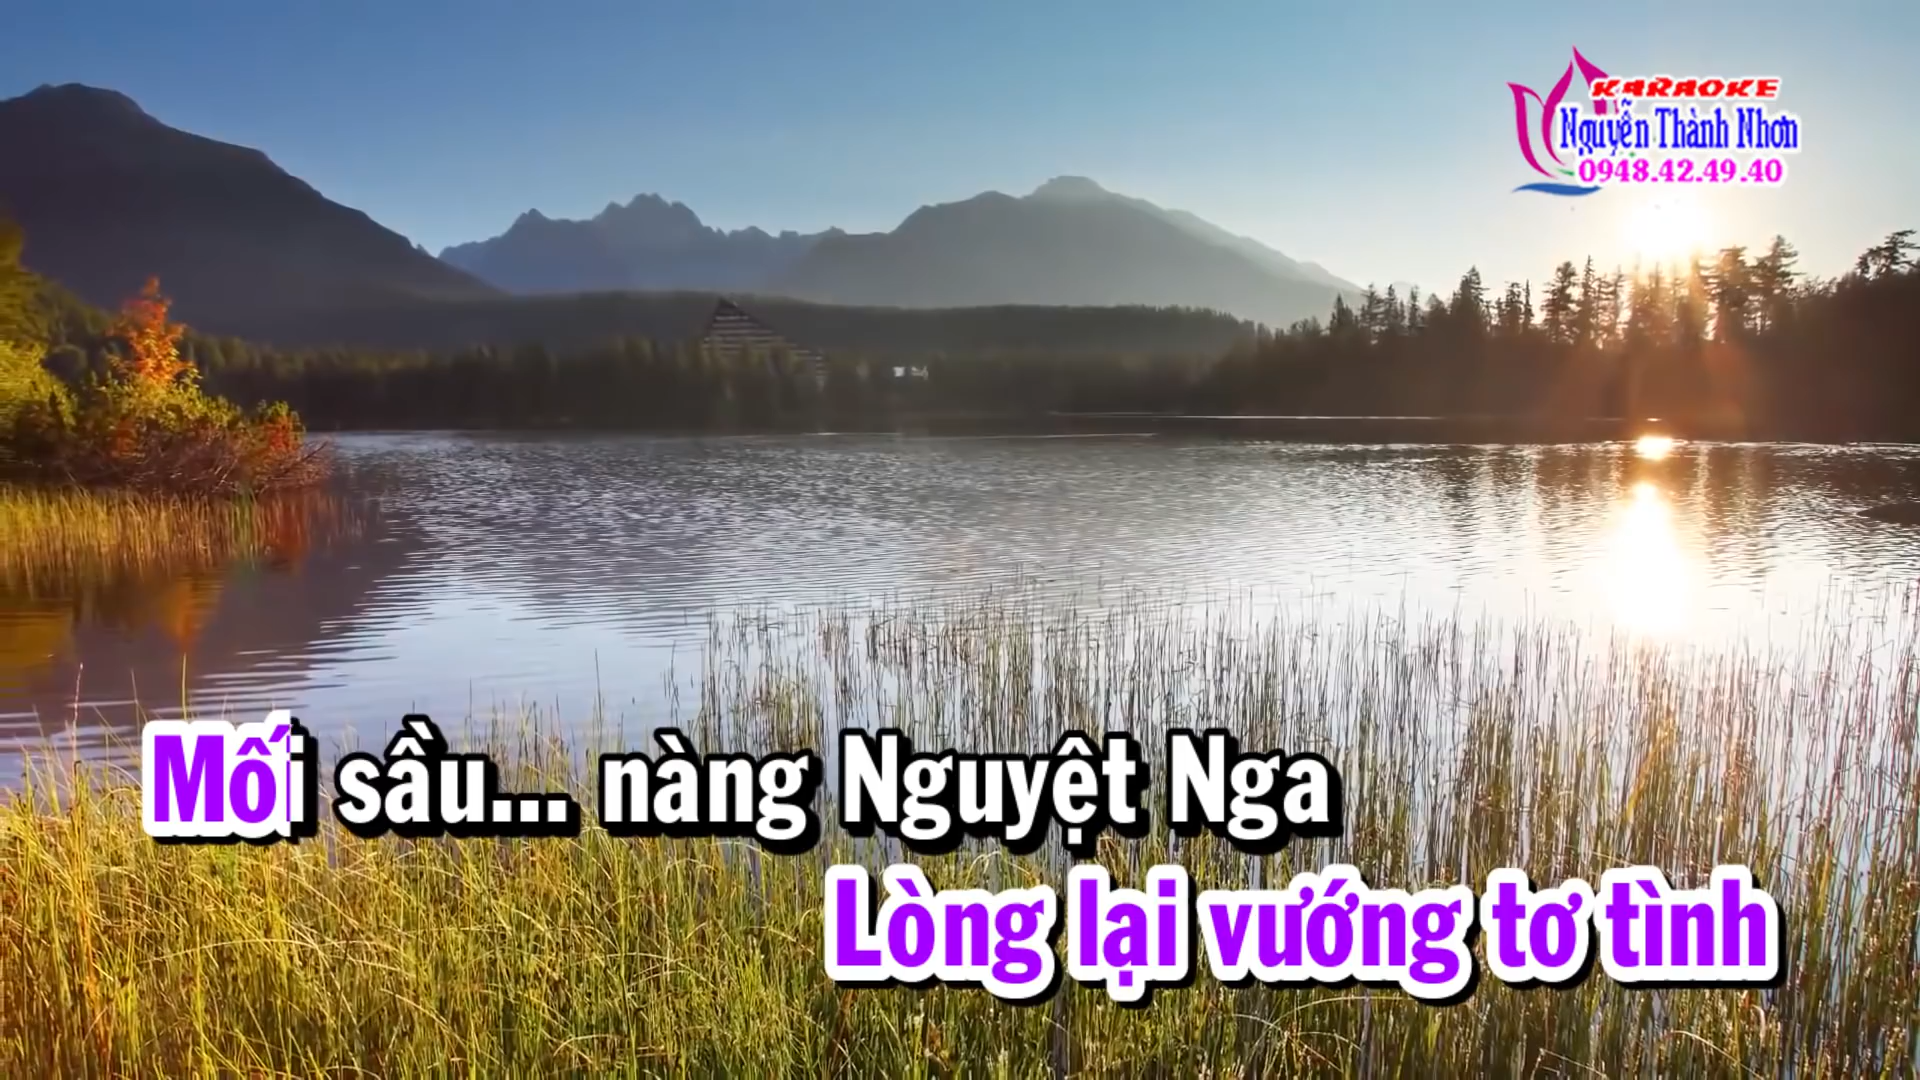 KARAOKE
Nguyễn Thành Nhơn
0948.42.49.40
Mối sầu... nàng Nguyệt Nga
Lòng lại vướng tơ tình